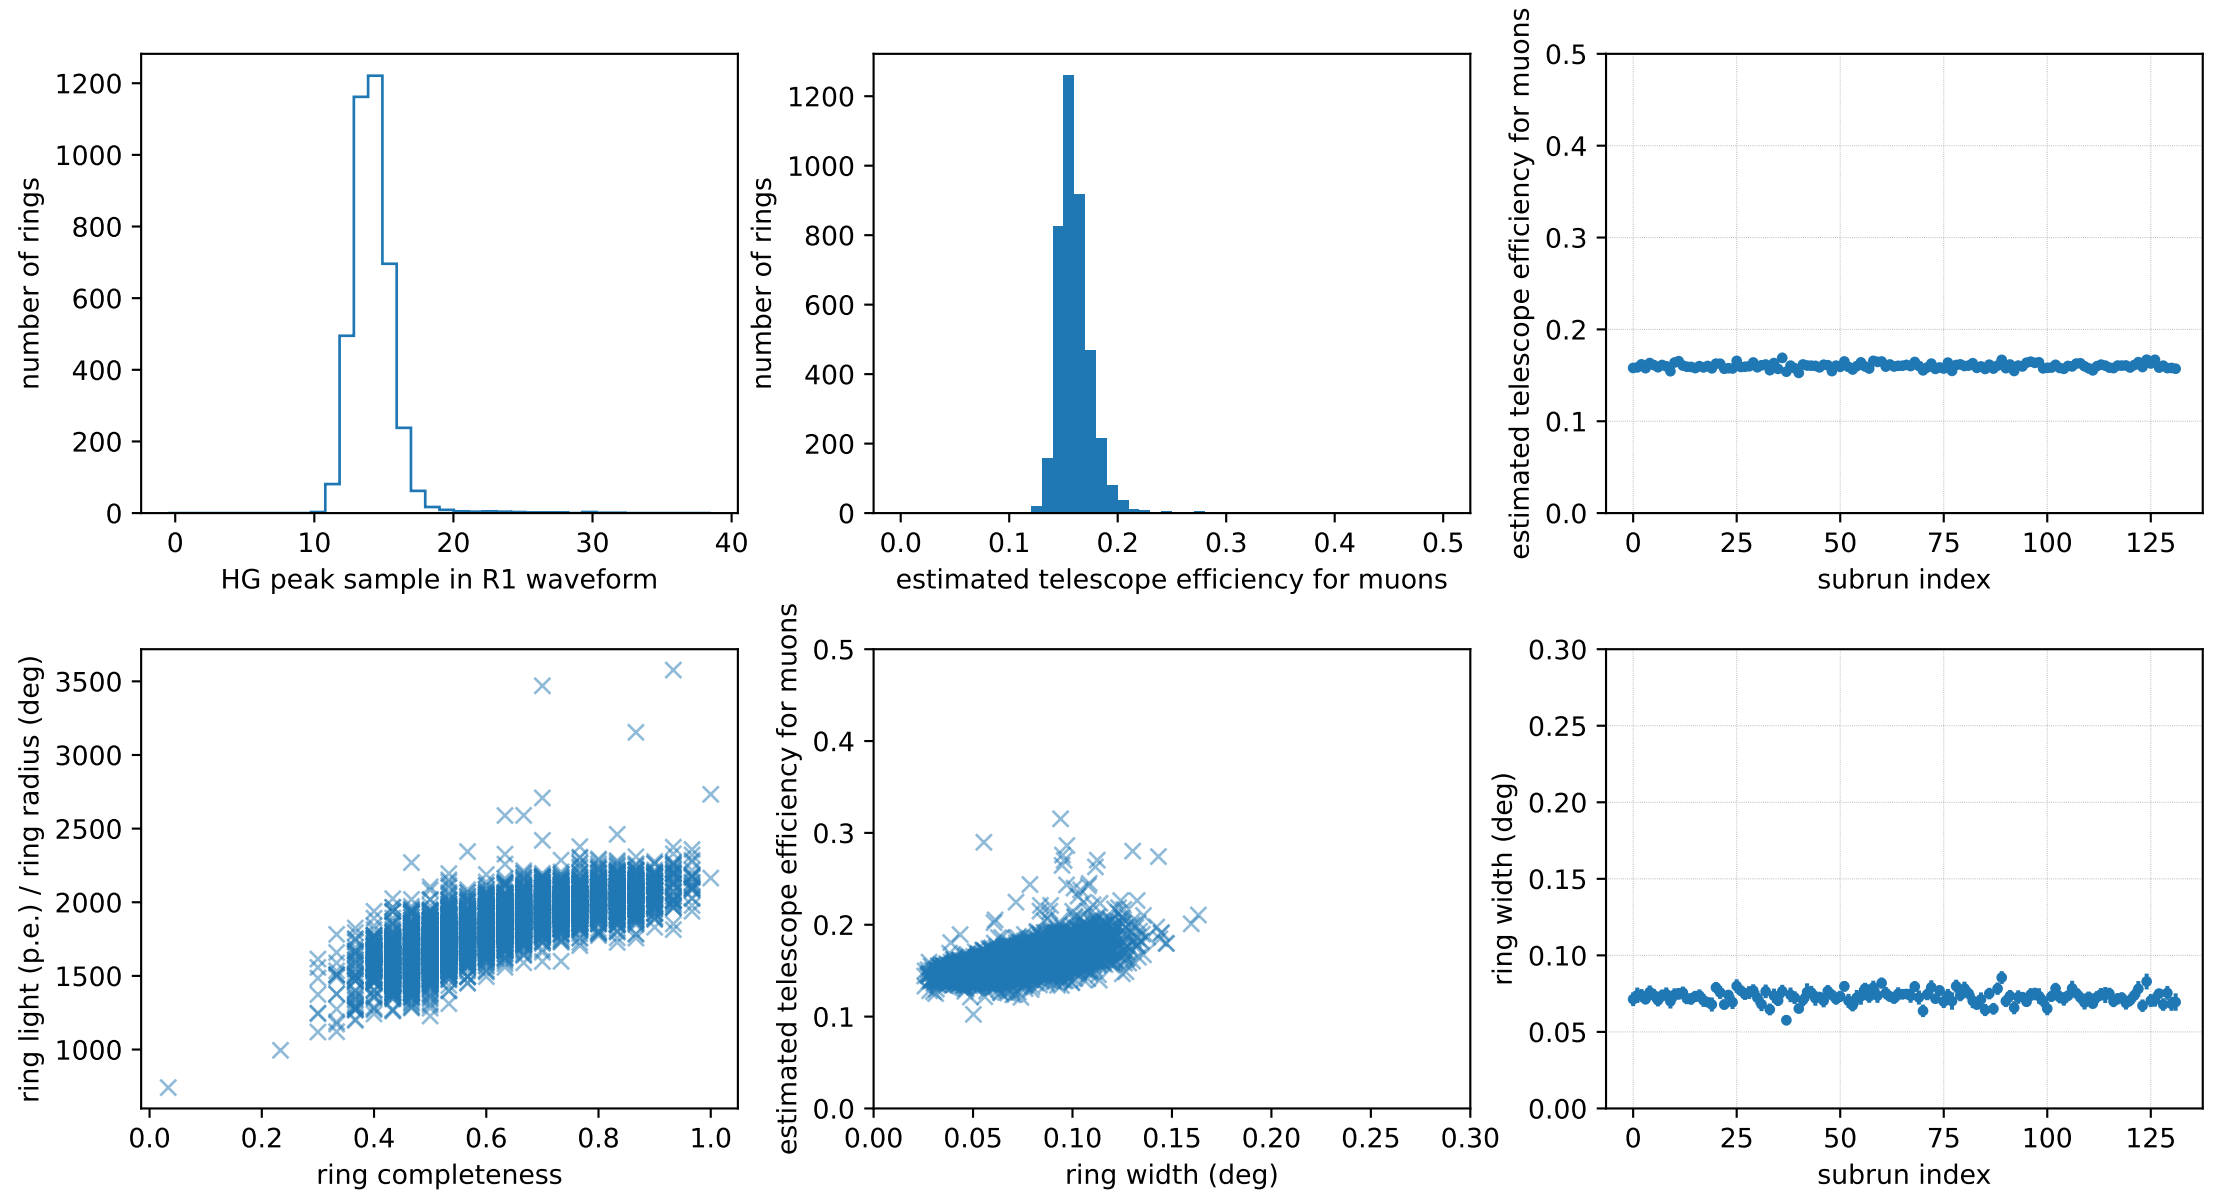 number of rings
1200
1000
800
600
400
200
0
0 10 20 30 40
HG peak sample in R1 waveform
number of rings
1200
1000
800
600
400
200
0
0.0 0.1 0.2 0.3 0.4 0.5
estimated telescope efficiency for muons
estimated telescope efficiency for muons
0.5
0.4
0.3
0.2
0.1
0.0
0 25 50 75 100 125
subrun index
ring light (p.e.) / ring radius (deg)
3500
3000
2500
2000
1500
1000
0.0 0.2 0.4 0.6 0.8 1.0
ring completeness
estimated telescope efficiency for muons
0.5
0.4
0.3
0.2
0.1
0.0
0.00 0.05 0.10 0.15 0.20 0.25 0.30
ring width (deg)
ring width (deg)
0.30
0.25
0.20
0.15
0.10
0.05
0.00
0 25 50 75 100 125
subrun index